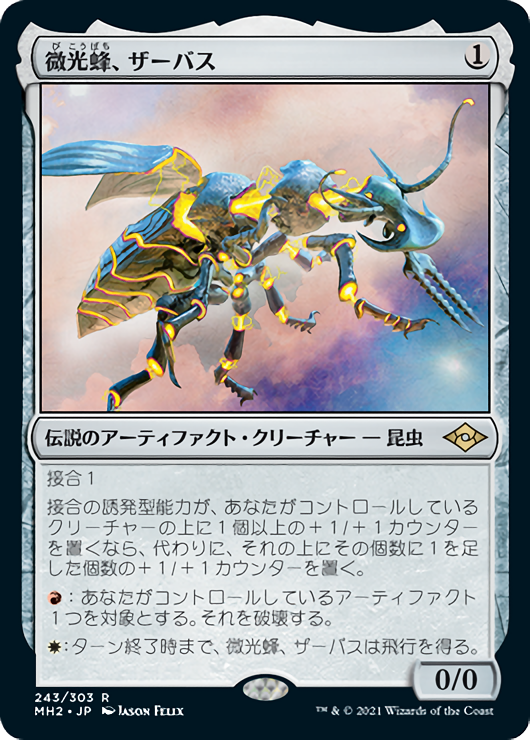 びこうばち
微光蜂、ザーバス
1
伝説のアーティファクト・クリーチャー ― 昆虫
接合1
接合の誘発型能力が、あなたがコントロールしている
クリーチャーの上に1個以上の+1/+1カウンター
を置くなら、代わりに、それの上にその個数に1を足
した個数の+1/+1カウンターを置く。
:あなたがコントロールしているアーティファクト
1つを対象とする。それを破壊する。
:ターン終了時まで、微光蜂、ザーバスは飛行を得る。
0/0
243/303 R
MH2・JP Jason Felix
™ & © 2021 Wizards of the Coast